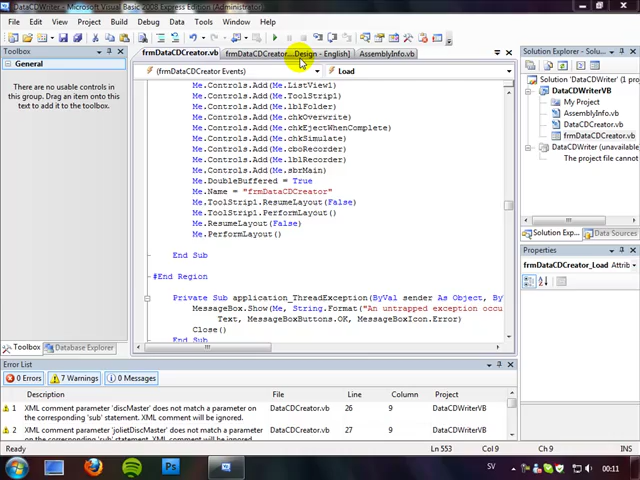 DataCDWriter - Microsoft Visual Basic 2008 Express Edition (Administrator)
File Edit View Project Build Debug Data Tools Window Help
Toolbox
General
There are no usable controls in
this group. Drag an item onto this
text to add it to the toolbox.
Toolbox Database Explorer
frmDataCDCreator.vb frmDataCDCreator....Design - English] AssemblyInfo.vb
(frmDataCDCreator Events) Load
Me.Controls.Add(Me.ListView1)
Me.Controls.Add(Me.ToolStrip1)
Me.Controls.Add(Me.lblFolder)
Me.Controls.Add(Me.chkOverwrite)
Me.Controls.Add(Me.chkEjectWhenComplete)
Me.Controls.Add(Me.chkSimulate)
Me.Controls.Add(Me.cboRecorder)
Me.Controls.Add(Me.lblRecorder)
Me.Controls.Add(Me.sbrMain)
Me.DoubleBuffered = True
Me.Name = "frmDataCDCreator"
Me.ToolStrip1.ResumeLayout(False)
Me.ToolStrip1.PerformLayout()
Me.ResumeLayout(False)
Me.PerformLayout()
End Sub
#End Region
Private Sub application_ThreadException(ByVal sender As Object, By
MessageBox.Show(Me, String.Format("An untrapped exception occu
Text, MessageBoxButtons.OK, MessageBoxIcon.Error)
Close()
End Sub
Solution Explorer - ...
Solution 'DataCDWriter' (
DataCDWriterVB
My Project
AssemblyInfo.vb
DataCDCreator.vb
frmDataCDCreator.vb
DataCDWriter (unavailable)
The project file cannot
Solution Exp... Data Sources
Properties
frmDataCDCreator_Load Attrib
Error List
0 Errors 7 Warnings 0 Messages
Description File Line Column Project
1 XML comment parameter 'discMaster' does not match a parameter on the corresponding 'sub' statement. XML comment will be ignored. DataCDCreator.vb 26 9 DataCDWriterVB
2 XML comment parameter 'jolietDiscMaster' does not match a parameter on the corresponding 'sub' statement. XML comment will be ignored. DataCDCreator.vb 27 9 DataCDWriterVB
Ready Ln 553 Col 9 Ch 9 INS
Ps SV 00:11